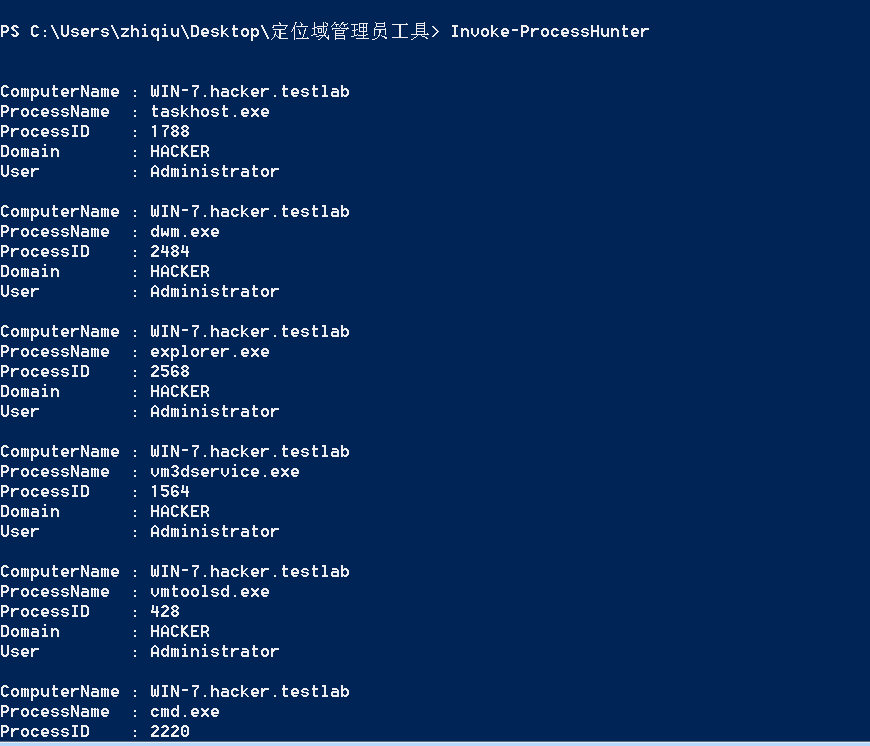 PS C:\Users\zhiqiu\Desktop\定位域管理员工具> Invoke-ProcessHunter
ComputerName : WIN-7.hacker.testlab
ProcessName : taskhost.exe
ProcessID : 1788
Domain : HACKER
User : Administrator
ComputerName : WIN-7.hacker.testlab
ProcessName : dwm.exe
ProcessID : 2484
Domain : HACKER
User : Administrator
ComputerName : WIN-7.hacker.testlab
ProcessName : explorer.exe
ProcessID : 2568
Domain : HACKER
User : Administrator
ComputerName : WIN-7.hacker.testlab
ProcessName : vm3dservice.exe
ProcessID : 1564
Domain : HACKER
User : Administrator
ComputerName : WIN-7.hacker.testlab
ProcessName : vmtoolsd.exe
ProcessID : 428
Domain : HACKER
User : Administrator
ComputerName : WIN-7.hacker.testlab
ProcessName : cmd.exe
ProcessID : 2220